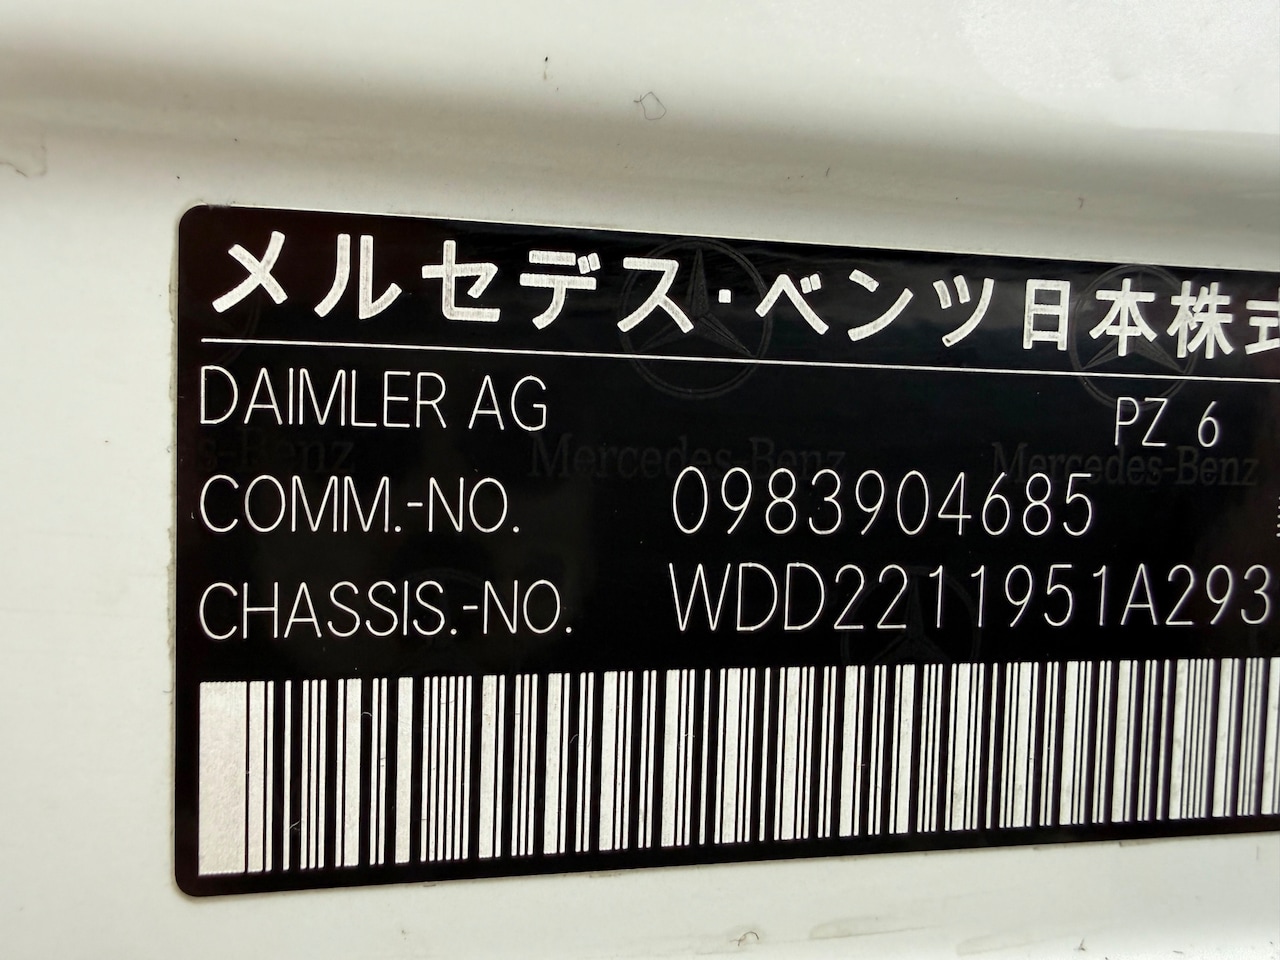 メルセデス・ベンツ日本株式
DAIMLER AG
PZ 6
COMM.-NO. 0983904685
CHASSIS.-NO. WDD2211951A293